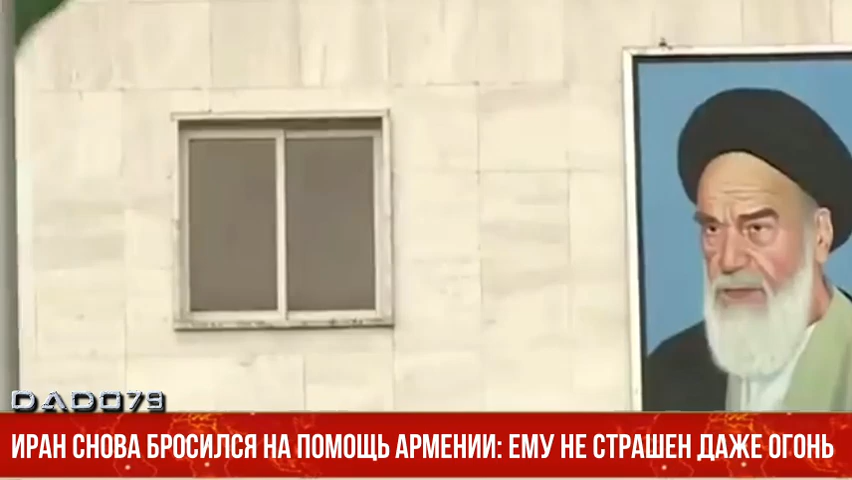 DADO79
ИРАН СНОВА БРОСИЛСЯ НА ПОМОЩЬ АРМЕНИИ: ЕМУ НЕ СТРАШЕН ДАЖЕ ОГОНЬ